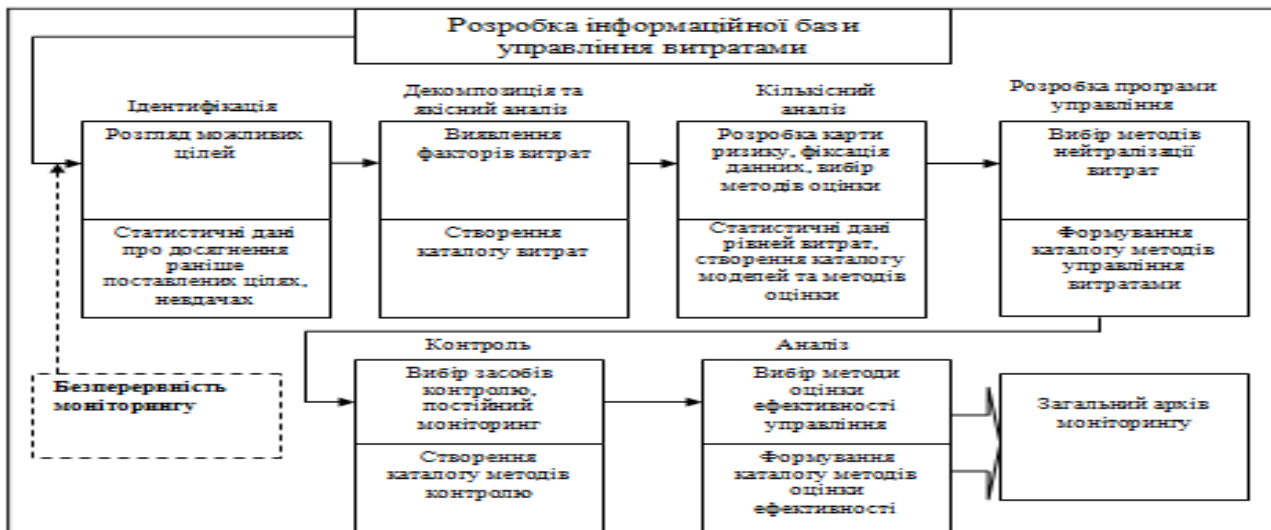 Розробка інформаційної бази
управління витратами
Ідентифікація
Розгляд можливих
цілей
Статистичні дані
про досягнення
раніше
поставлених цілях,
невдачах
Декомпозиція та
якісний аналіз
Виявлення
факторів витрат
Створення
каталогу витрат
Кількісний
аналіз
Розробка карти
ризику, фіксація
данних, вибір
методів оцінки
Статистичні дані
рівней витрат,
створення каталогу
моделей та методів
оцінки
Розробка програми
управління
Вибір методів
нейтралізації
витрат
Формування
каталогу методів
управління
витратами
Безперервність
моніторингу
Контроль
Вибір засобів
контролю,
постійний
моніторинг
Створення
каталогу методів
контролю
Аналіз
Вибір методи
оцінки
ефективності
управління
Формування
каталогу методів
оцінки
ефективності
Загальний архів
моніторингу